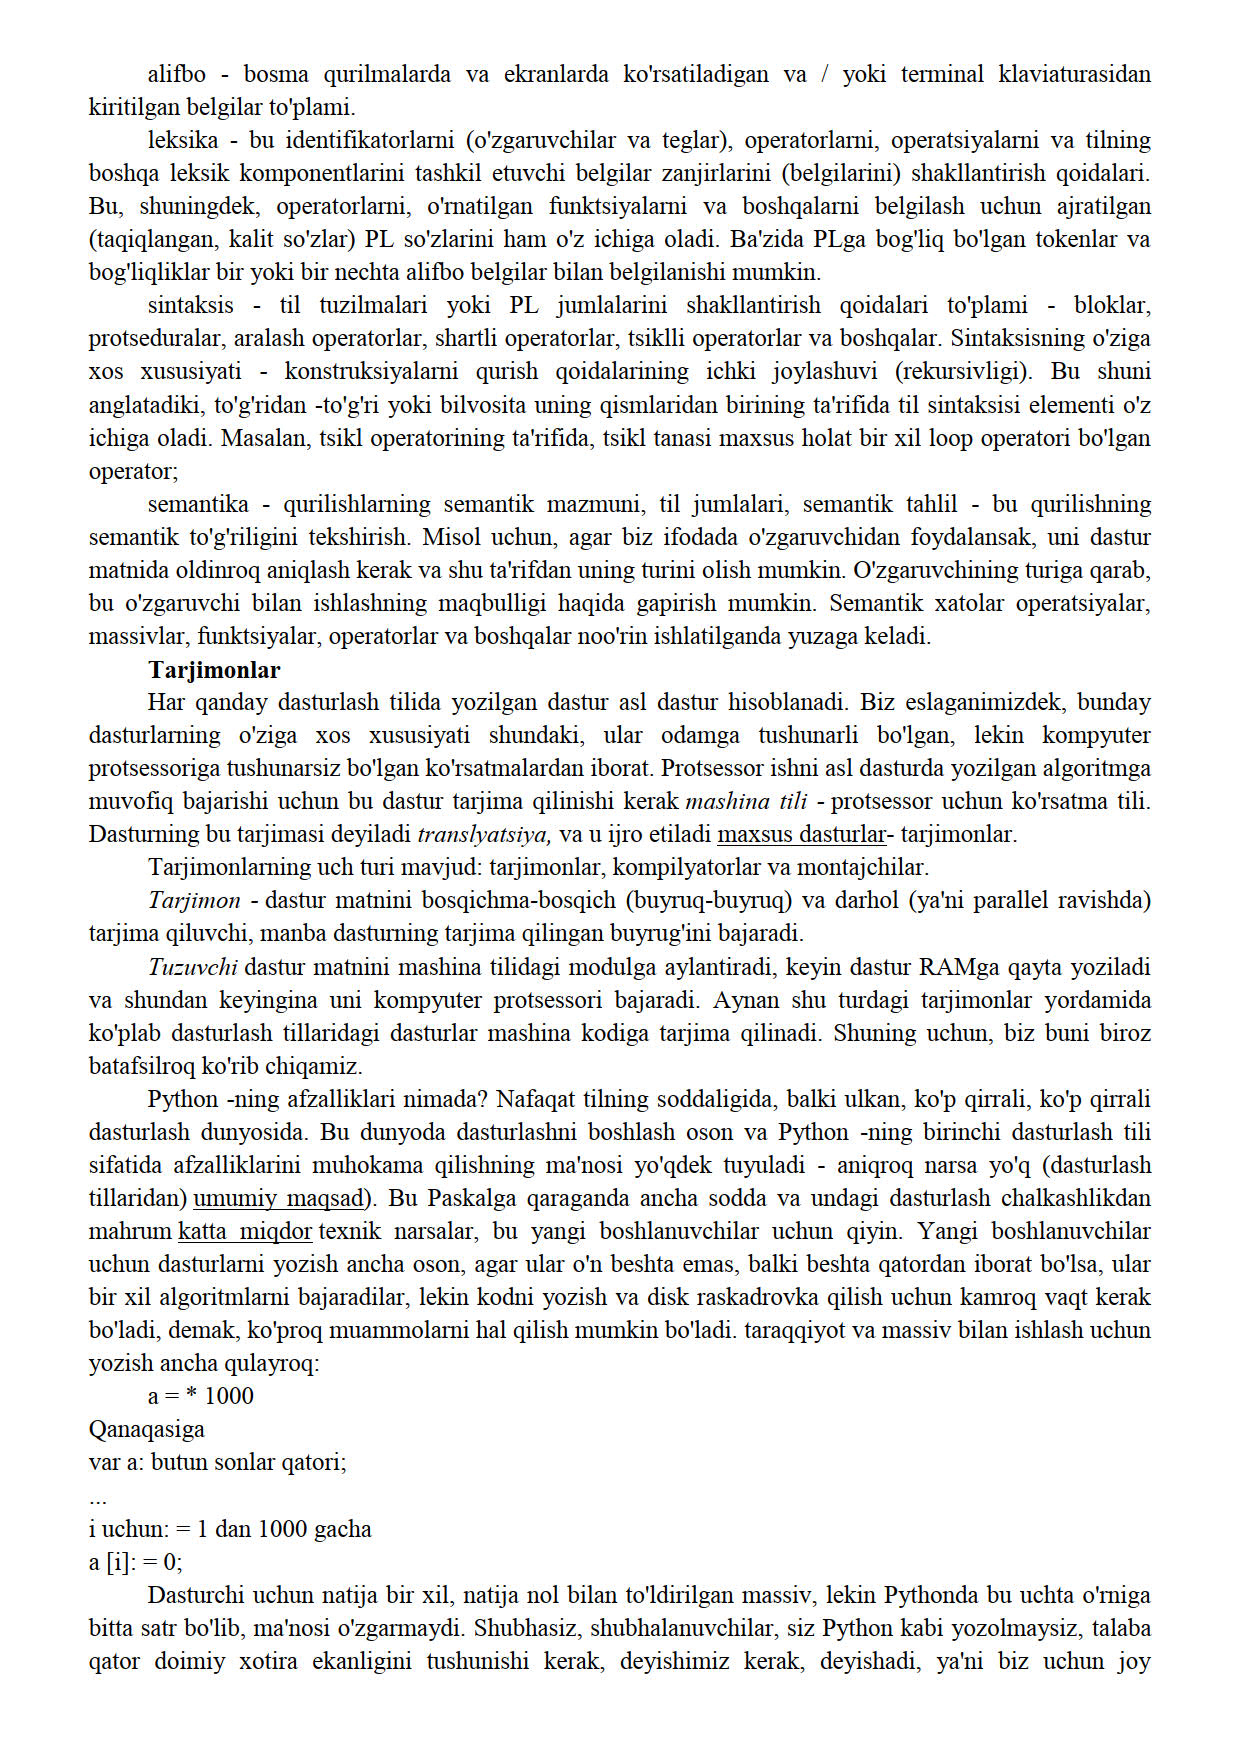 alifbo - bosma qurilmalarda va ekranlarda ko'rsatiladigan va / yoki terminal klaviaturasidan
kiritilgan belgilar to'plami.
leksika - bu identifikatorlarni (o'zgaruvchilar va teglar), operatorlarni, operatsiyalarni va tilning
boshqa leksik komponentlarini tashkil etuvchi belgilar zanjirlarini (belgilarini) shakllantirish qoidalari.
Bu, shuningdek, operatorlarni, o'rnatilgan funktsiyalarni va boshqalarni belgilash uchun ajratilgan
(taqiqlangan, kalit so'zlar) PL so'zlarini ham o'z ichiga oladi. Ba'zida PLga bog'liq bo'lgan tokenlar va
bog'liqliklar bir yoki bir nechta alifbo belgilar bilan belgilanishi mumkin.
sintaksis - til tuzilmalari yoki PL jumlalarini shakllantirish qoidalari to'plami - bloklar,
protseduralar, aralash operatorlar, shartli operatorlar, tsiklli operatorlar va boshqalar. Sintaksisning o'ziga
xos xususiyati - konstruksiyalarni qurish qoidalarining ichki joylashuvi (rekursivligi). Bu shuni
anglatadiki, to'g'ridan -to'g'ri yoki bilvosita uning qismlaridan birining ta'rifida til sintaksisi elementi o'z
ichiga oladi. Masalan, tsikl operatorining ta'rifida, tsikl tanasi maxsus holat bir xil loop operatori bo'lgan
operator;
semantika - qurilishlarning semantik mazmuni, til jumlalari, semantik tahlil - bu qurilishning
semantik to'g'riligini tekshirish. Misol uchun, agar biz ifodada o'zgaruvchidan foydalansak, uni dastur
matnida oldinroq aniqlash kerak va shu ta'rifdan uning turini olish mumkin. O'zgaruvchining turiga qarab,
bu o'zgaruvchi bilan ishlashning maqbulligi haqida gapirish mumkin. Semantik xatolar operatsiyalar,
massivlar, funktsiyalar, operatorlar va boshqalar noo'rin ishlatilganda yuzaga keladi.
Tarjimonlar
Har qanday dasturlash tilida yozilgan dastur asl dastur hisoblanadi. Biz eslaganimizdek, bunday
dasturlarning o'ziga xos xususiyati shundaki, ular odamga tushunarli bo'lgan, lekin kompyuter
protsessoriga tushunarsiz bo'lgan ko'rsatmalardan iborat. Protsessor ishni asl dasturda yozilgan algoritmga
muvofiq bajarishi uchun bu dastur tarjima qilinishi kerak mashina tili - protsessor uchun ko'rsatma tili.
Dasturning bu tarjimasi deyiladi translyatsiya, va u ijro etiladi maxsus dasturlar- tarjimonlar.
Tarjimonlarning uch turi mavjud: tarjimonlar, kompilyatorlar va montajchilar.
Tarjimon - dastur matnini bosqichma-bosqich (buyruq-buyruq) va darhol (ya'ni parallel ravishda)
tarjima qiluvchi, manba dasturning tarjima qilingan buyrug'ini bajaradi.
Tuzuvchi dastur matnini mashina tilidagi modulga aylantiradi, keyin dastur RAMga qayta yoziladi
va shundan keyingina uni kompyuter protsessori bajaradi. Aynan shu turdagi tarjimonlar yordamida
ko'plab dasturlash tillaridagi dasturlar mashina kodiga tarjima qilinadi. Shuning uchun, biz buni biroz
batafsilroq ko'rib chiqamiz.
Python -ning afzalliklari nimada? Nafaqat tilning soddaligida, balki ulkan, ko'p qirrali, ko'p qirrali
dasturlash dunyosida. Bu dunyoda dasturlashni boshlash oson va Python -ning birinchi dasturlash tili
sifatida afzalliklarini muhokama qilishning ma'nosi yo'qdek tuyuladi - aniqroq narsa yo'q (dasturlash
tillaridan) umumiy maqsad). Bu Paskalga qaraganda ancha sodda va undagi dasturlash chalkashlikdan
mahrum katta miqdor texnik narsalar, bu yangi boshlanuvchilar uchun qiyin. Yangi boshlanuvchilar
uchun dasturlarni yozish ancha oson, agar ular o'n beshta emas, balki beshta qatordan iborat bo'lsa, ular
bir xil algoritmlarni bajaradilar, lekin kodni yozish va disk raskadrovka qilish uchun kamroq vaqt kerak
bo'ladi, demak, ko'proq muammolarni hal qilish mumkin bo'ladi. taraqqiyot va massiv bilan ishlash uchun
yozish ancha qulayroq:
a = * 1000
Qanaqasiga
var a: butun sonlar qatori;
...
i uchun: = 1 dan 1000 gacha
a [i]: = 0;
Dasturchi uchun natija bir xil, natija nol bilan to'ldirilgan massiv, lekin Pythonda bu uchta o'rniga
bitta satr bo'lib, ma'nosi o'zgarmaydi. Shubhasiz, shubhalanuvchilar, siz Python kabi yozolmaysiz, talaba
qator doimiy xotira ekanligini tushunishi kerak, deyishimiz kerak, deyishadi, ya'ni biz uchun joy